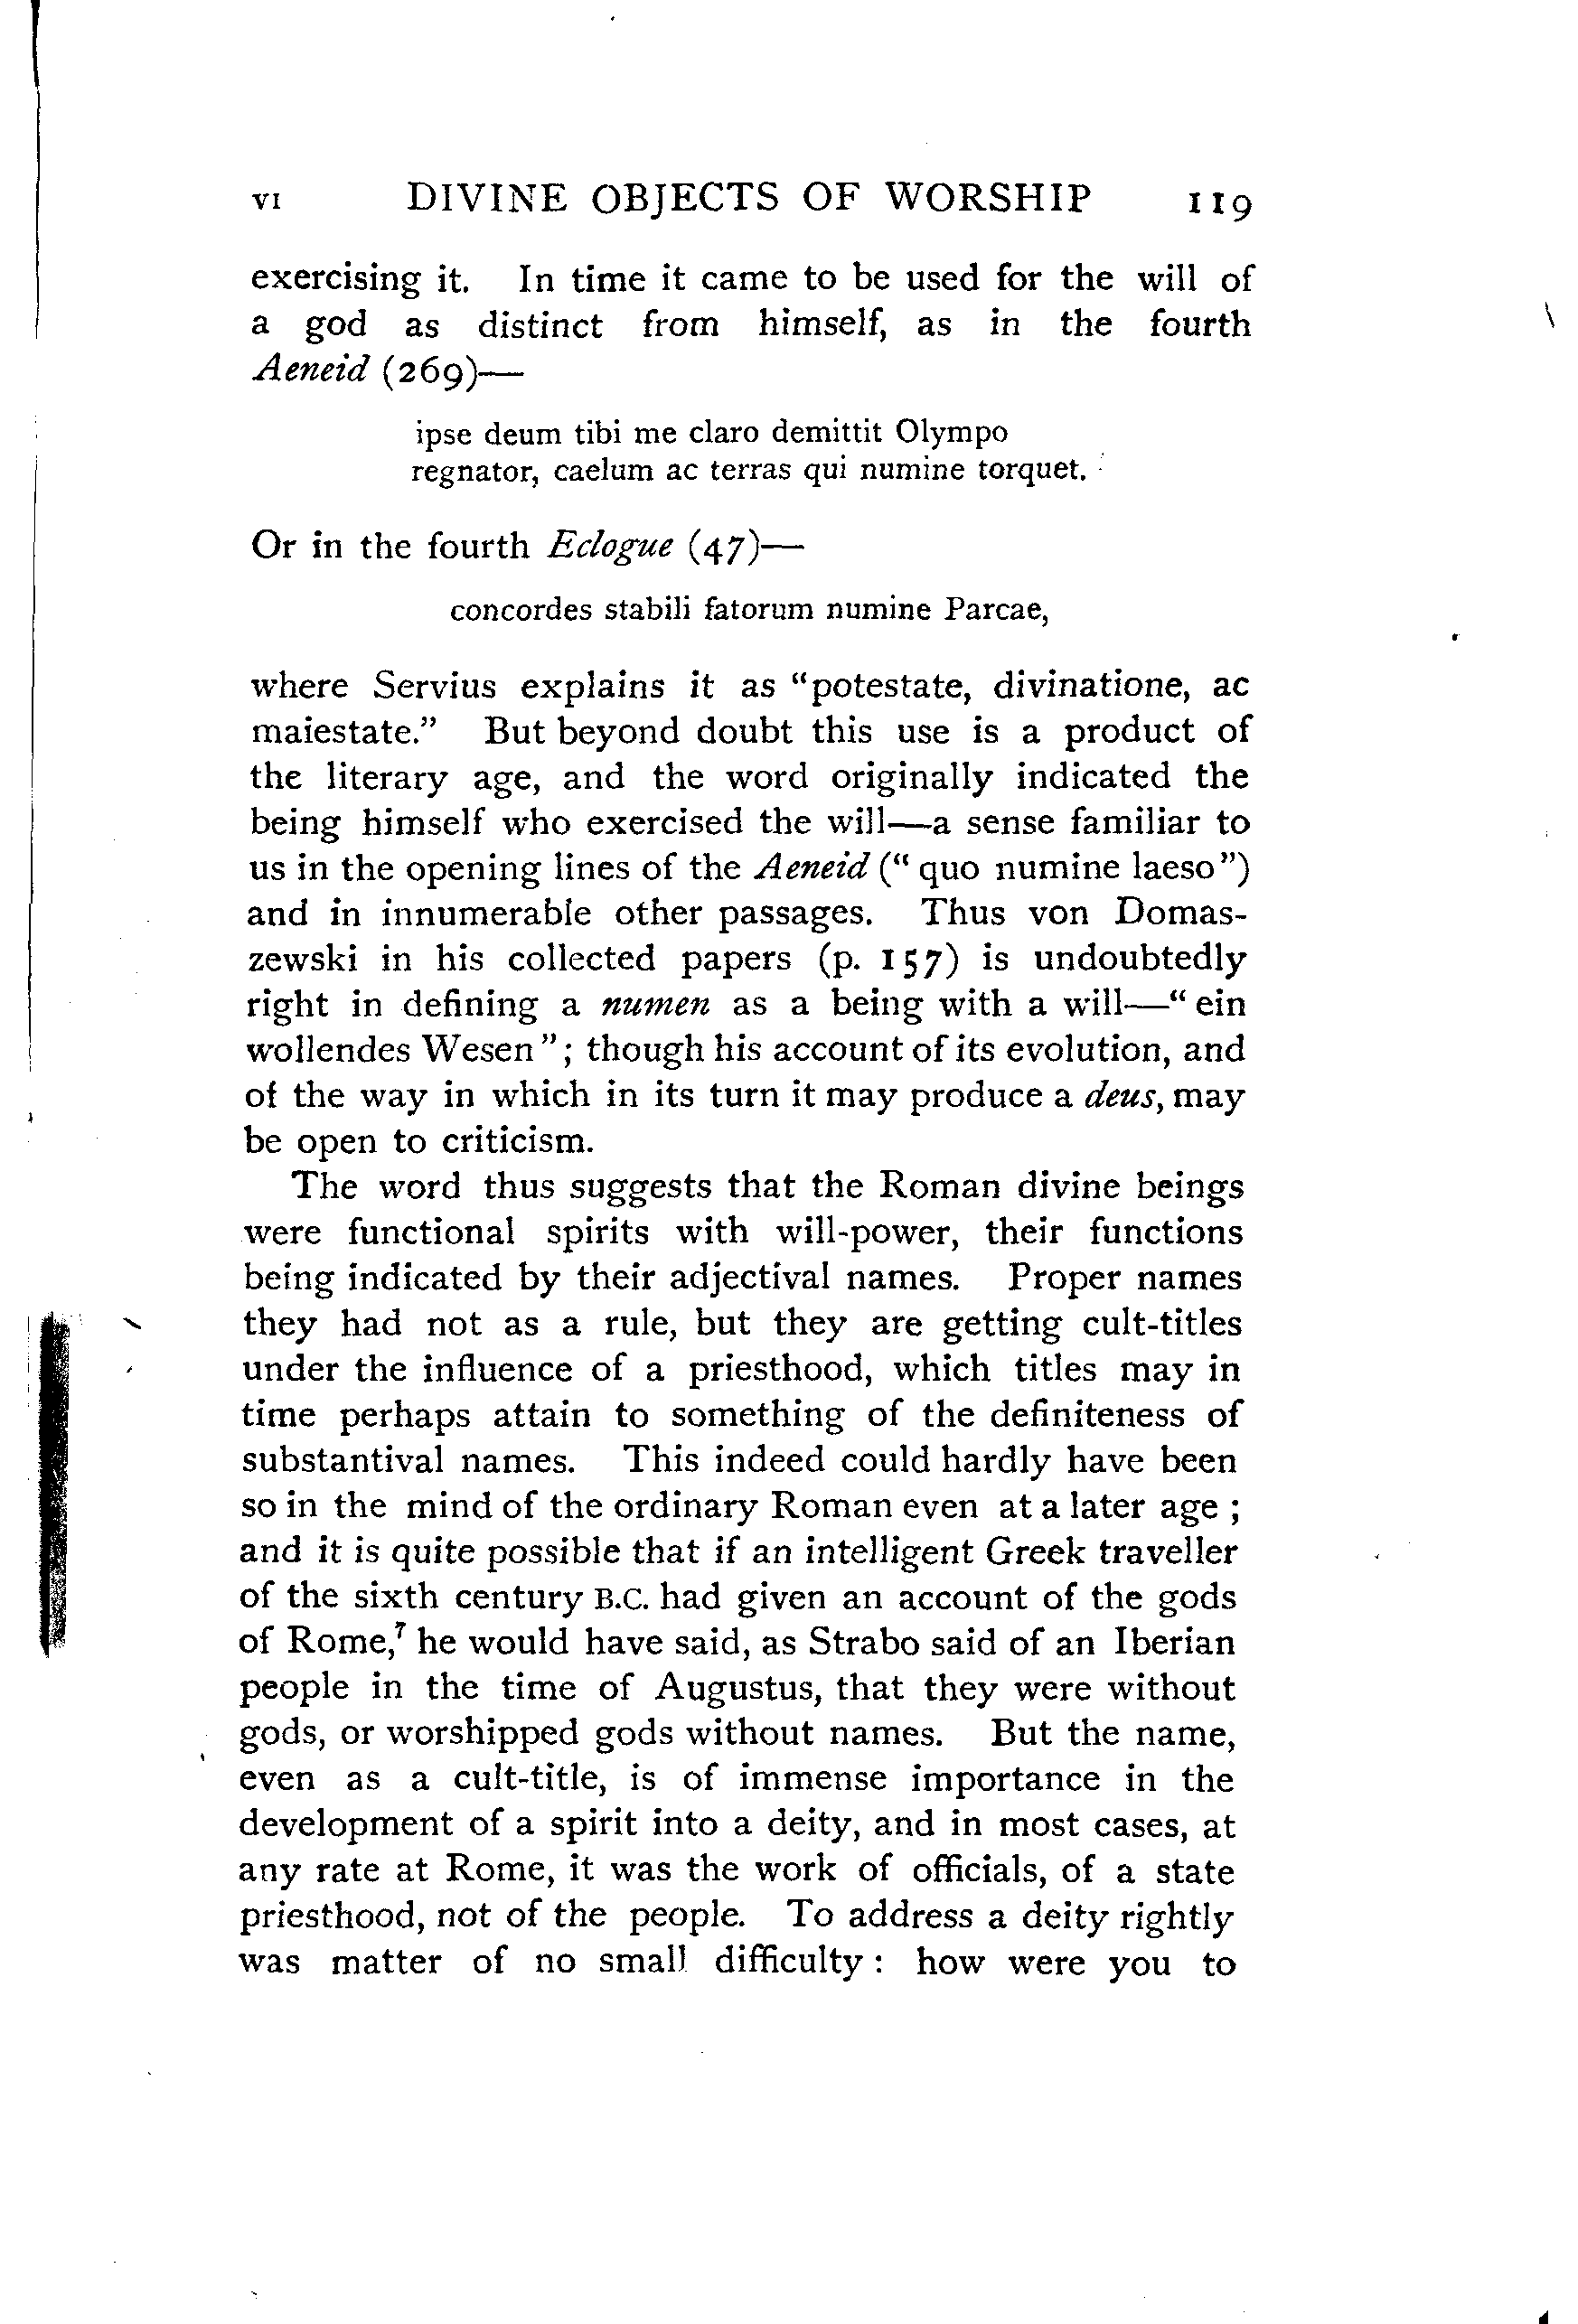 VI DIVINE OBJECTS OF WORSHIP 119
exercising it. In time it came to be used for the will of
a god as distinct from himself, as in the fourth
Aeneid (269)—
ipse deum tibi me claro demittit Olympo
regnator, caelum ac terras qui numine torquet.
Or in the fourth Eclogue (47)—
concordes stabili fatorum numine Parcae,
where Servius explains it as "potestate, divinatione, ac
maiestate." But beyond doubt this use is a product of
the literary age, and the word originally indicated the
being himself who exercised the will—a sense familiar to
us in the opening lines of the Aeneid (" quo numine laeso")
and in innumerable other passages. Thus von Domas-
zewski in his collected papers (p. 157) is undoubtedly
right in defining a numen as a being with a will—" ein
wollendes Wesen "; though his account of its evolution, and
of the way in which in its turn it may produce a deus, may
be open to criticism.
The word thus suggests that the Roman divine beings
were functional spirits with will-power, their functions
being indicated by their adjectival names. Proper names
they had not as a rule, but they are getting cult-titles
under the influence of a priesthood, which titles may in
time perhaps attain to something of the definiteness of
substantival names. This indeed could hardly have been
so in the mind of the ordinary Roman even at a later age ;
and it is quite possible that if an intelligent Greek traveller
of the sixth century B.C. had given an account of the gods
of Rome,⁷ he would have said, as Strabo said of an Iberian
people in the time of Augustus, that they were without
gods, or worshipped gods without names. But the name,
even as a cult-title, is of immense importance in the
development of a spirit into a deity, and in most cases, at
any rate at Rome, it was the work of officials, of a state
priesthood, not of the people. To address a deity rightly
was matter of no small difficulty : how were you to